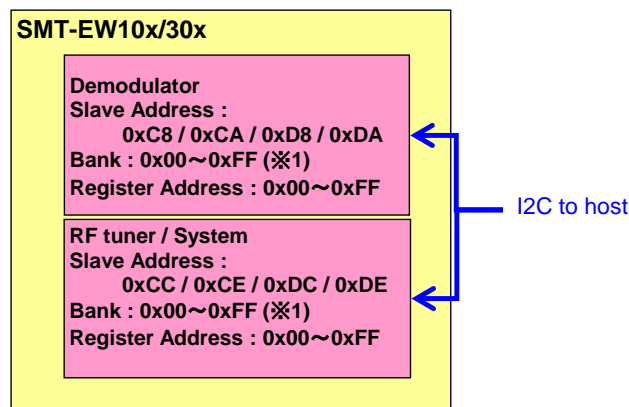 SMT-EW10x/30x
Demodulator
Slave Address :
0xC8 / 0xCA / 0xD8 / 0xDA
Bank : 0x00～0xFF (※1)
Register Address : 0x00～0xFF
I2C to host
RF tuner / System
Slave Address :
0xCC / 0xCE / 0xDC / 0xDE
Bank : 0x00～0xFF (※1)
Register Address : 0x00～0xFF